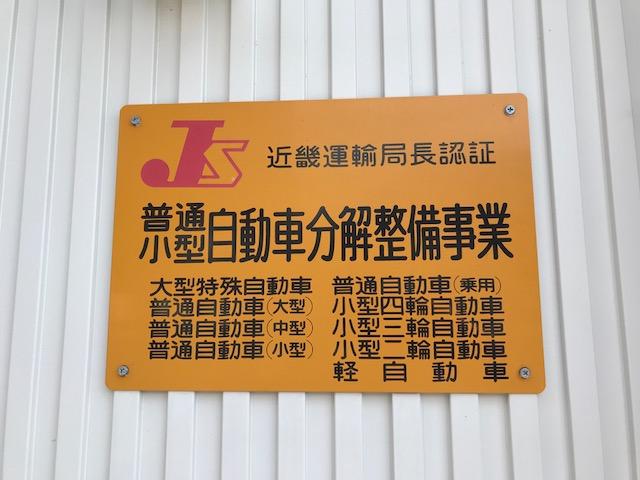 JS 近畿運輸局長認証
普通小型自動車分解整備事業
大型特殊自動車
普通自動車(大型)
普通自動車(中型)
普通自動車(小型)
普通自動車(乗用)
小型四輪自動車
小型三輪自動車
小型二輪自動車
軽自動車